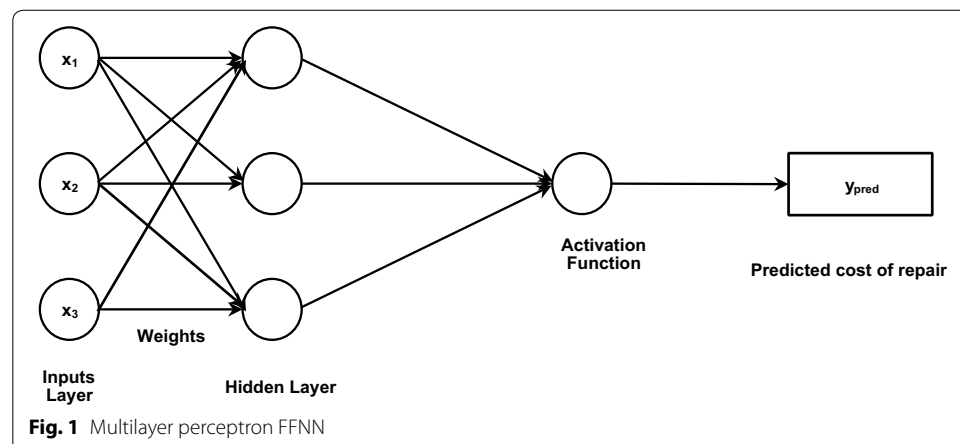 x₁
x₂
x₃
Weights
Inputs
Layer
Hidden Layer
Activation
Function
y_pred
Predicted cost of repair
Fig. 1 Multilayer perceptron FFNN